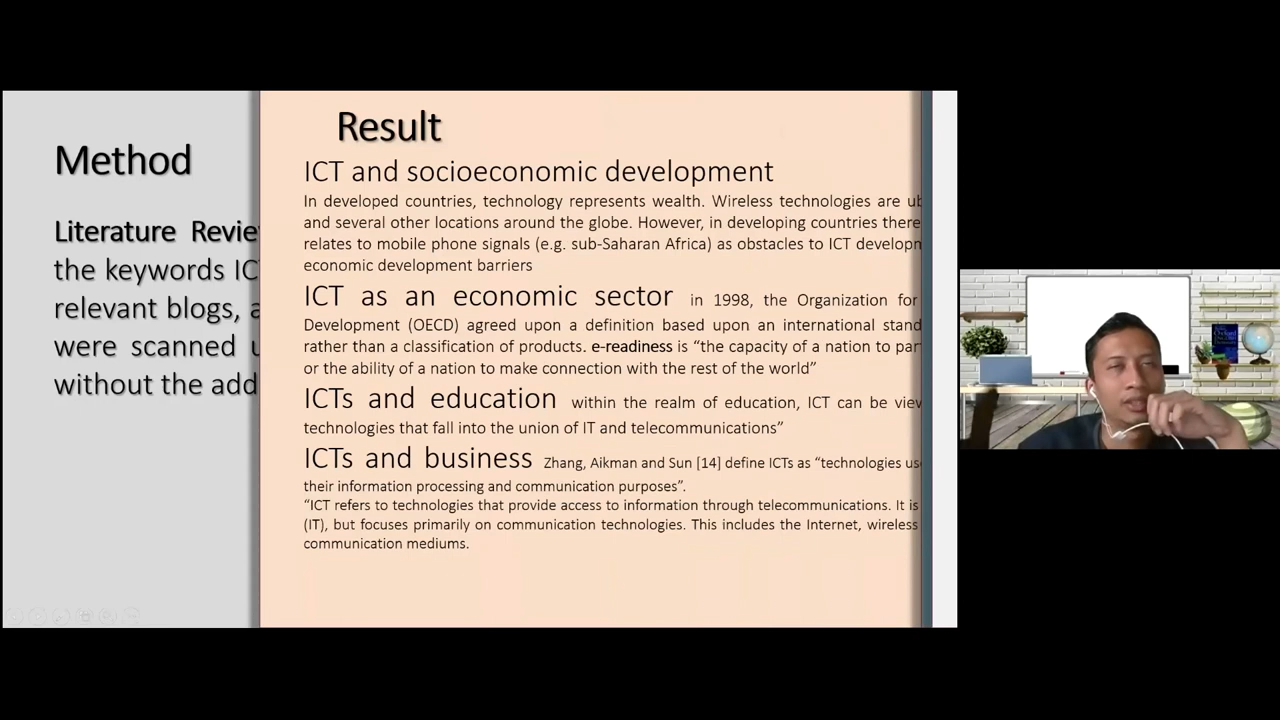 Method
Literature Revie
the keywords IC
relevant blogs, a
were scanned u
without the add
Result
ICT and socioeconomic development
In developed countries, technology represents wealth. Wireless technologies are ub
and several other locations around the globe. However, in developing countries there
relates to mobile phone signals (e.g. sub-Saharan Africa) as obstacles to ICT developn
economic development barriers
ICT as an economic sector in 1998, the Organization for
Development (OECD) agreed upon a definition based upon an international stand
rather than a classification of products. e-readiness is “the capacity of a nation to par
or the ability of a nation to make connection with the rest of the world”
ICTs and education within the realm of education, ICT can be viev
technologies that fall into the union of IT and telecommunications”
ICTs and business Zhang, Aikman and Sun [14] define ICTs as “technologies use
their information processing and communication purposes”.
“ICT refers to technologies that provide access to information through telecommunications. It is
(IT), but focuses primarily on communication technologies. This includes the Internet, wireless
communication mediums.